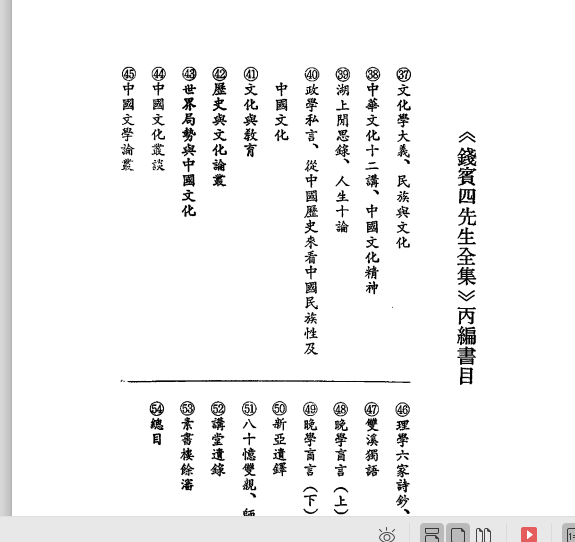 《錢賓四先生全集》丙編書目
㊲文化學大義、民族與文化
㊳中華文化十二講、中國文化精神
㊴湖上閒思錄、人生十論
㊵政學私言、從中國歷史來看中國民族性及
中國文化
㊶文化與教育
㊷歷史與文化論叢
㊸世界局勢與中國文化
㊹中國文化叢談
㊺中國文學論叢
㊻理學六家詩鈔、
㊼雙溪獨語
㊽晚學盲言(上)
㊾晚學盲言(下)
㊿新亞遺鐸
51八十憶雙親、師
52講堂遺錄
53素書樓餘瀋
54總目